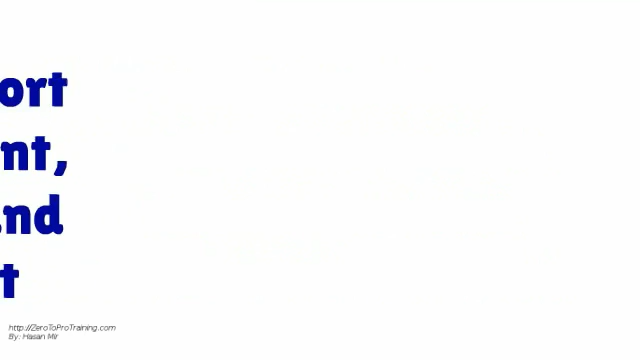 ort
nt,
nd
t
http://ZeroToProTraining.com
By: Hasan Mir